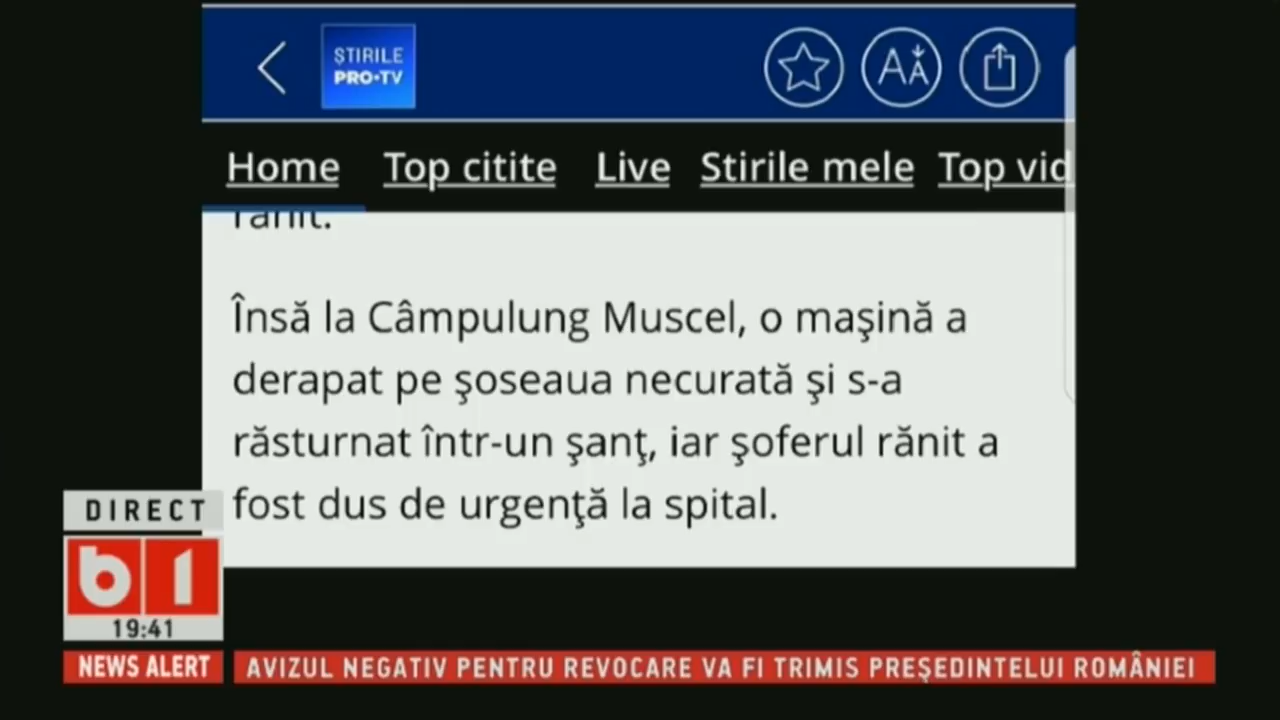 ȘTIRILE
PRO•TV
Home Top citite Live Stirile mele Top vid
rănit.
Însă la Câmpulung Muscel, o maşină a
derapat pe şoseaua necurată şi s-a
răsturnat într-un şanţ, iar şoferul rănit a
fost dus de urgenţă la spital.
DIRECT
b1
19:41
NEWS ALERT AVIZUL NEGATIV PENTRU REVOCARE VA FI TRIMIS PREŞEDINTELUI ROMÂNIEI